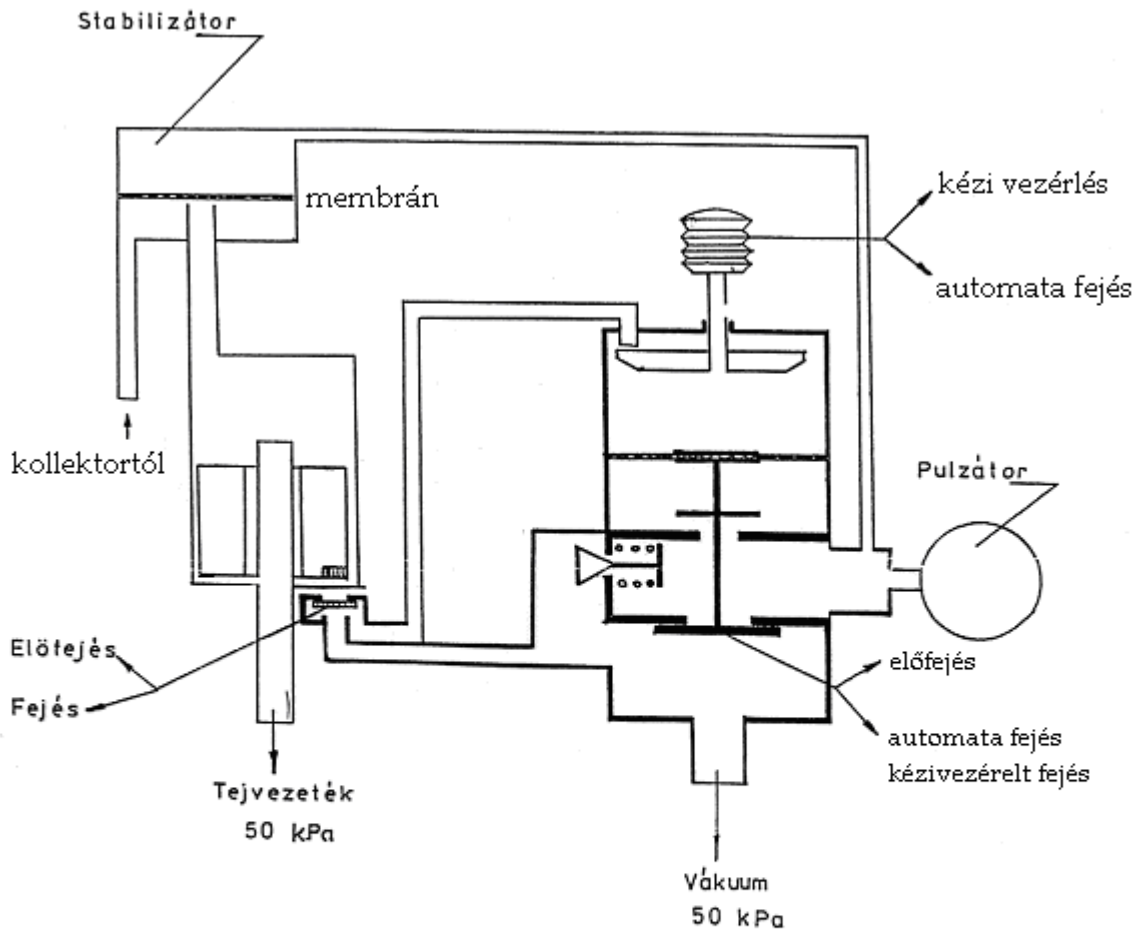 Stabilizátor
membrán
kézi vezérlés
automata fejés
kollektortól
Pulzátor
Elöfejés
Fejés
előfejés
automata fejés
kézivezérelt fejés
Tejvezeték
50 kPa
Vákuum
50 kPa